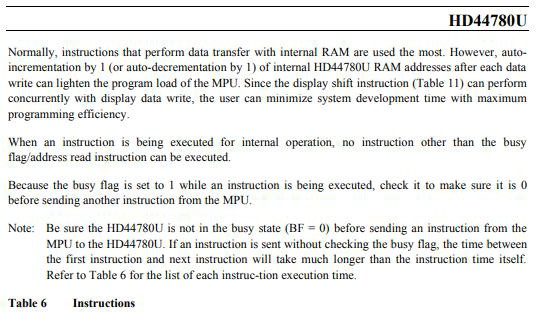 HD44780U
Normally, instructions that perform data transfer with internal RAM are used the most. However, auto-
incrementation by 1 (or auto-decrementation by 1) of internal HD44780U RAM addresses after each data
write can lighten the program load of the MPU. Since the display shift instruction (Table 11) can perform
concurrently with display data write, the user can minimize system development time with maximum
programming efficiency.
When an instruction is being executed for internal operation, no instruction other than the busy
flag/address read instruction can be executed.
Because the busy flag is set to 1 while an instruction is being executed, check it to make sure it is 0
before sending another instruction from the MPU.
Note: Be sure the HD44780U is not in the busy state (BF = 0) before sending an instruction from the
MPU to the HD44780U. If an instruction is sent without checking the busy flag, the time between
the first instruction and next instruction will take much longer than the instruction time itself.
Refer to Table 6 for the list of each instruc-tion execution time.
Table 6 Instructions